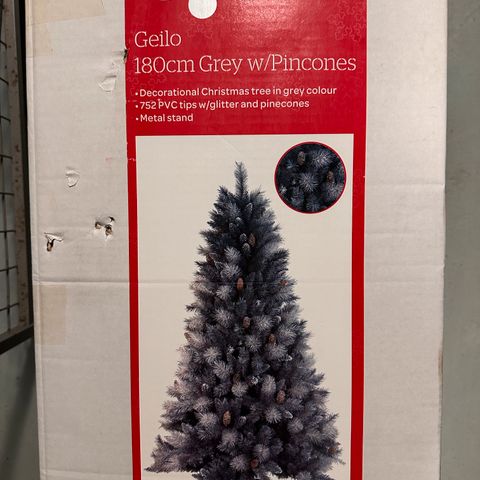 Geilo
180cm Grey w/Pincones
•Decorational Christmas tree in grey colour
•752 PVC tips w/glitter and pinecones
•Metal stand